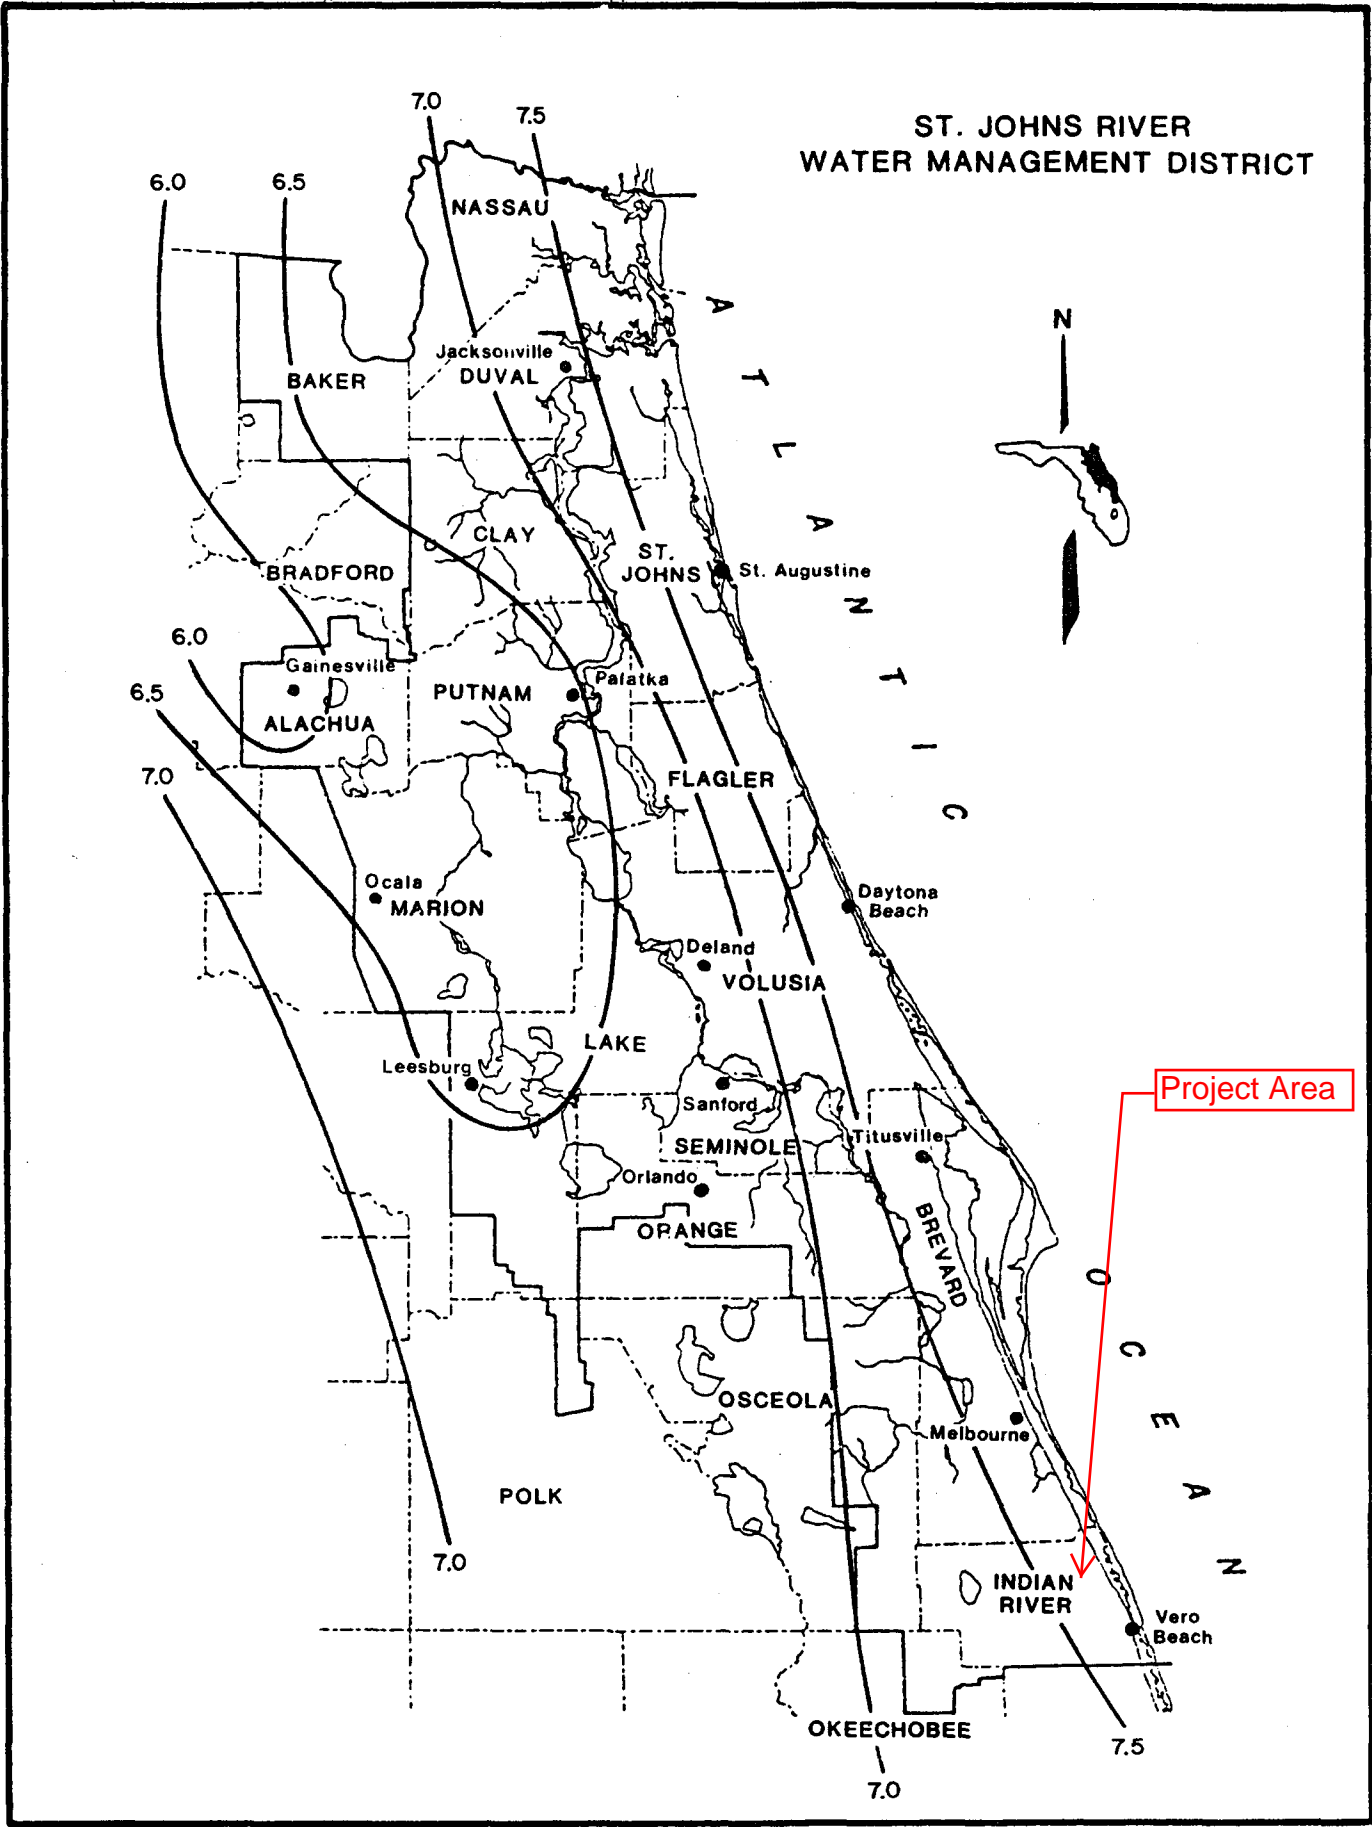 ST. JOHNS RIVER
WATER MANAGEMENT DISTRICT
7.0
7.5
6.0
6.5
NASSAU
N
Jacksonville
DUVAL
BAKER
ATLANTIC
CLAY
ST.
JOHNS
St. Augustine
BRADFORD
6.0
Gainesville
ALACHUA
6.5
PUTNAM
Palatka
7.0
FLAGLER
Ocala
MARION
Daytona
Beach
Deland
VOLUSIA
LAKE
Leesburg
Sanford
Project Area
SEMINOLE
Titusville
Orlando
ORANGE
BREVARD
OCEAN
OSCEOLA
Melbourne
POLK
7.0
INDIAN
RIVER
Vero
Beach
OKEECHOBEE
7.5
7.0